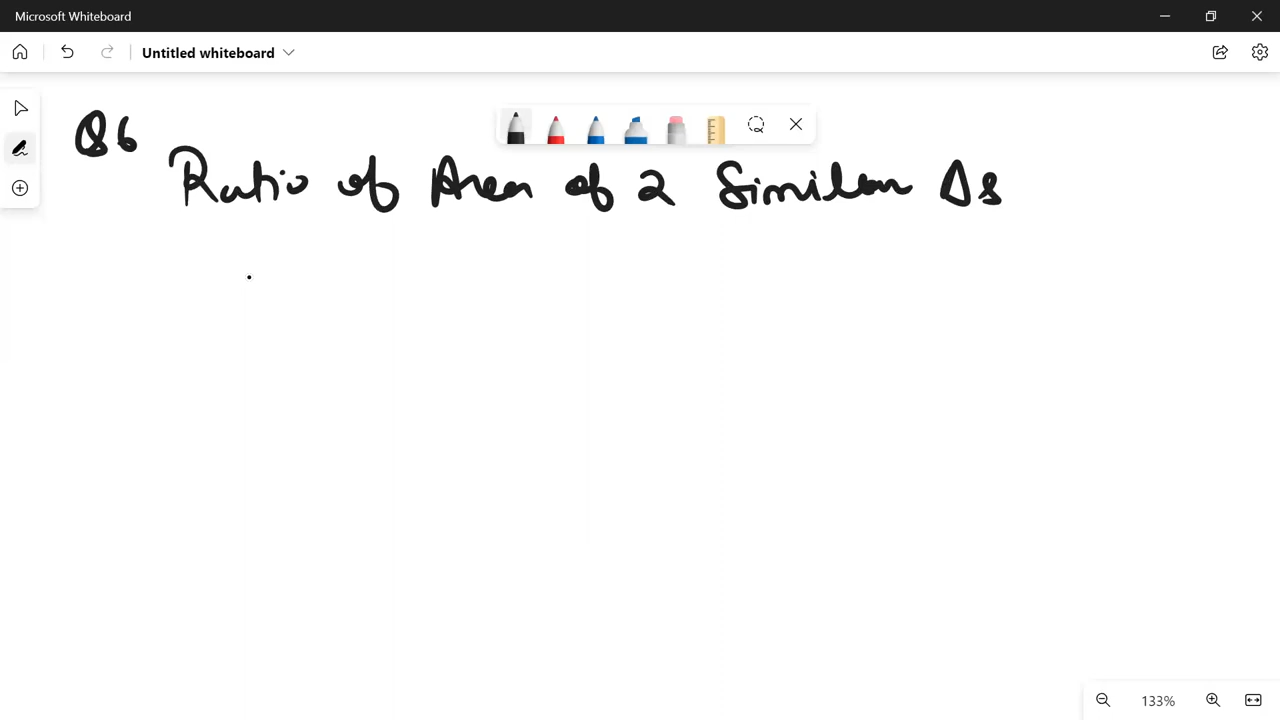 Microsoft Whiteboard
Untitled whiteboard
Q6
Ratio of Area of 2 Similar Δs
133%